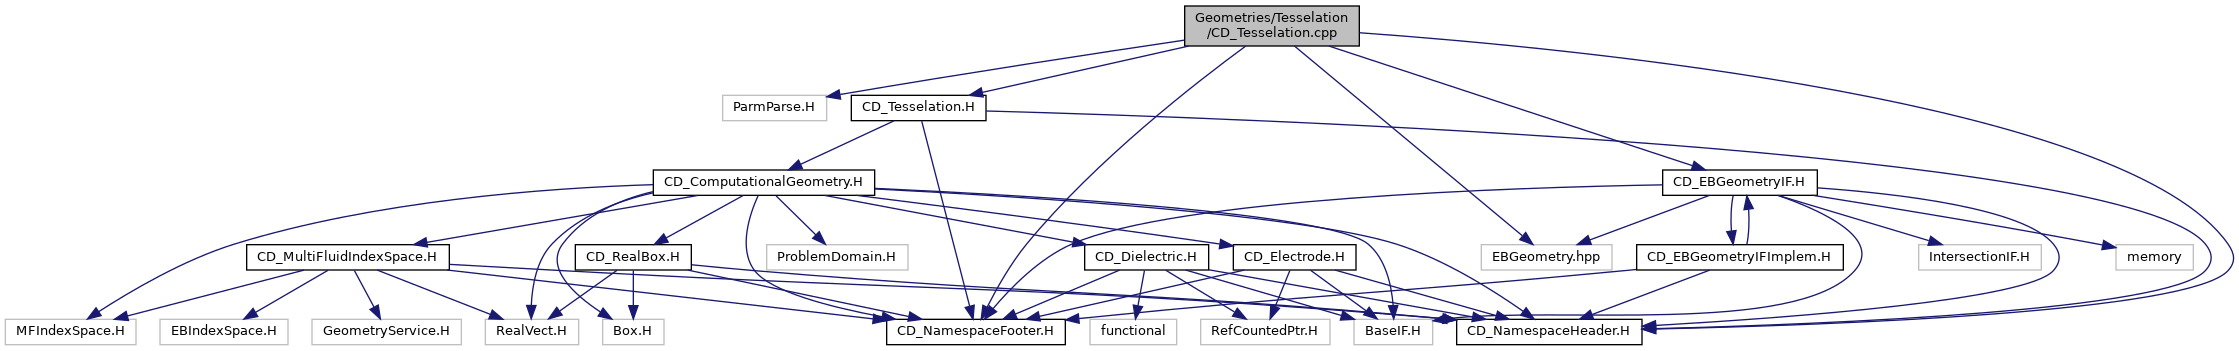 Geometries/Tesselation
/CD_Tesselation.cpp
ParmParse.H
CD_Tesselation.H
CD_ComputationalGeometry.H
CD_EBGeometryIF.H
CD_MultiFluidIndexSpace.H
CD_RealBox.H
ProblemDomain.H
CD_Dielectric.H
CD_Electrode.H
EBGeometry.hpp
CD_EBGeometryIFImplem.H
IntersectionIF.H
memory
MFIndexSpace.H
EBIndexSpace.H
GeometryService.H
RealVect.H
Box.H
CD_NamespaceFooter.H
functional
RefCountedPtr.H
BaseIF.H
CD_NamespaceHeader.H